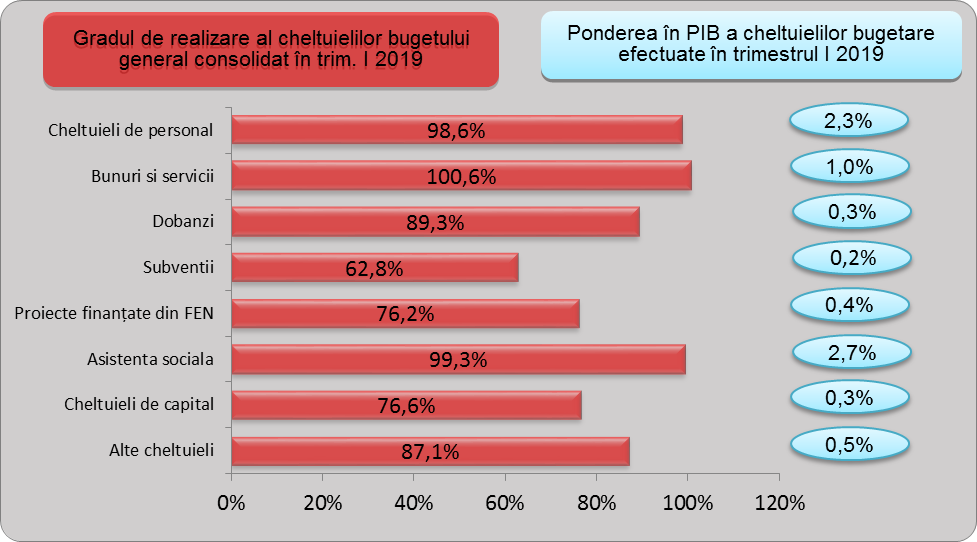 Gradul de realizare al cheltuielilor bugetului
general consolidat în trim. I 2019
Ponderea în PIB a cheltuielilor bugetare
efectuate în trimestrul I 2019
Cheltuieli de personal 98,6% 2,3%
Bunuri si servicii 100,6% 1,0%
Dobanzi 89,3% 0,3%
Subventii 62,8% 0,2%
Proiecte finanțate din FEN 76,2% 0,4%
Asistenta sociala 99,3% 2,7%
Cheltuieli de capital 76,6% 0,3%
Alte cheltuieli 87,1% 0,5%
0% 20% 40% 60% 80% 100% 120%